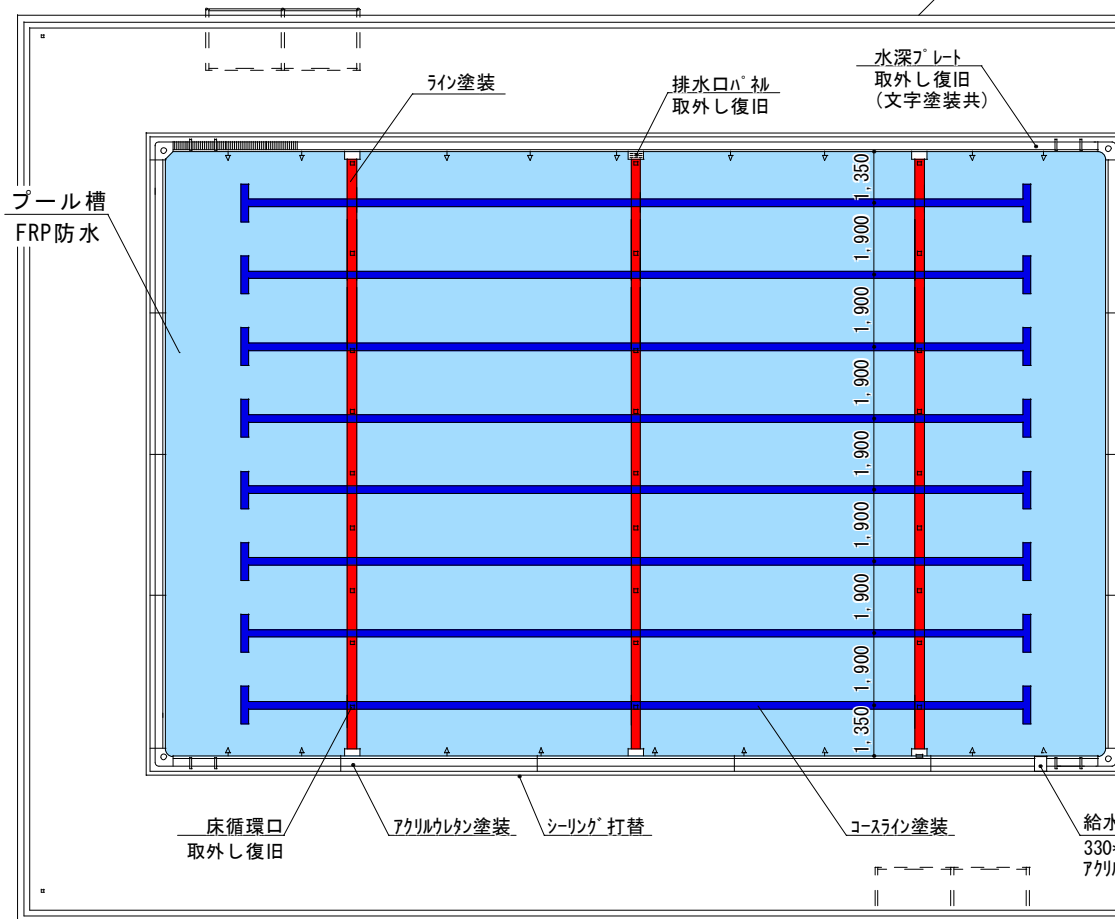 ライン塗装
排水口パネル
取外し復旧
水深プレート
取外し復旧
(文字塗装共)
プール槽
FRP防水
1,350
1,900
1,900
1,900
1,900
1,900
1,900
1,900
1,350
床循環口
取外し復旧
アクリルウレタン塗装
シーリング打替
コースライン塗装
給水
330
アクリル